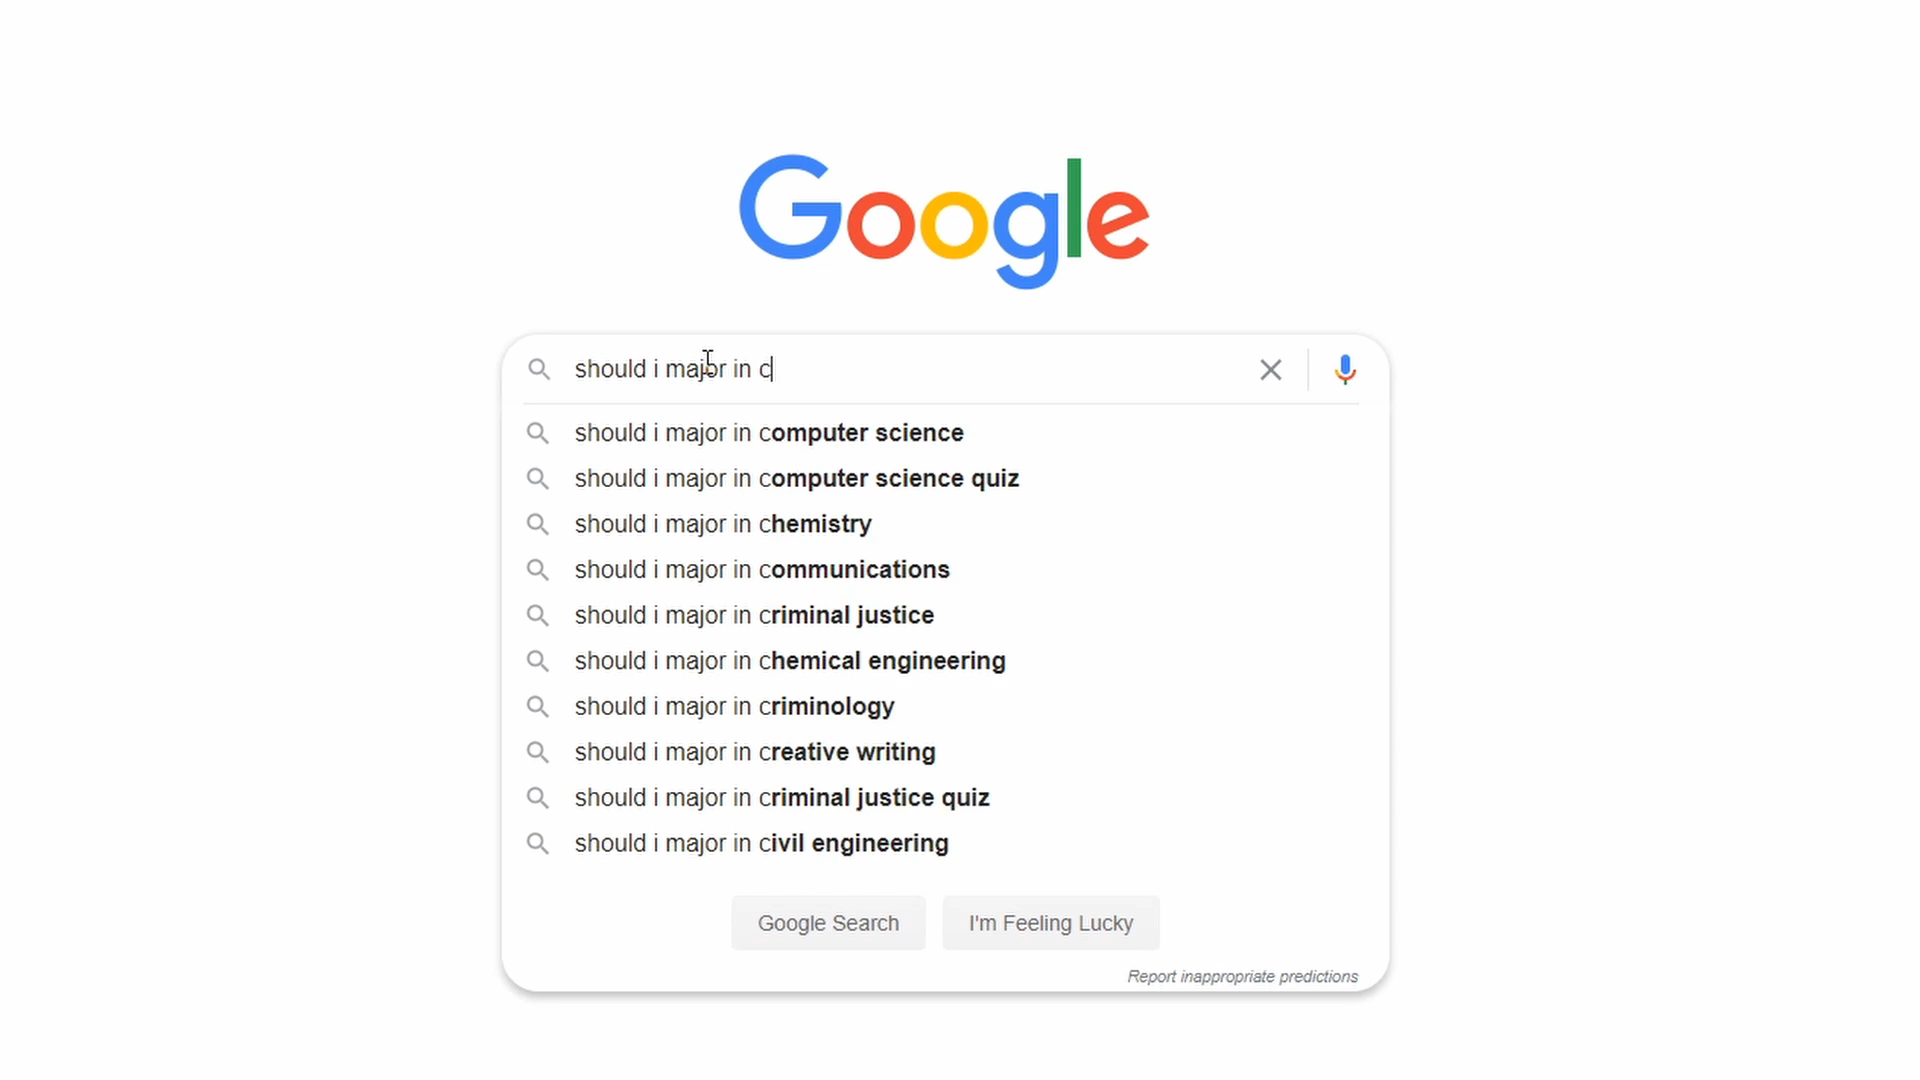 Google
should i major in c
should i major in computer science
should i major in computer science quiz
should i major in chemistry
should i major in communications
should i major in criminal justice
should i major in chemical engineering
should i major in criminology
should i major in creative writing
should i major in criminal justice quiz
should i major in civil engineering
Google Search I'm Feeling Lucky
Report inappropriate predictions